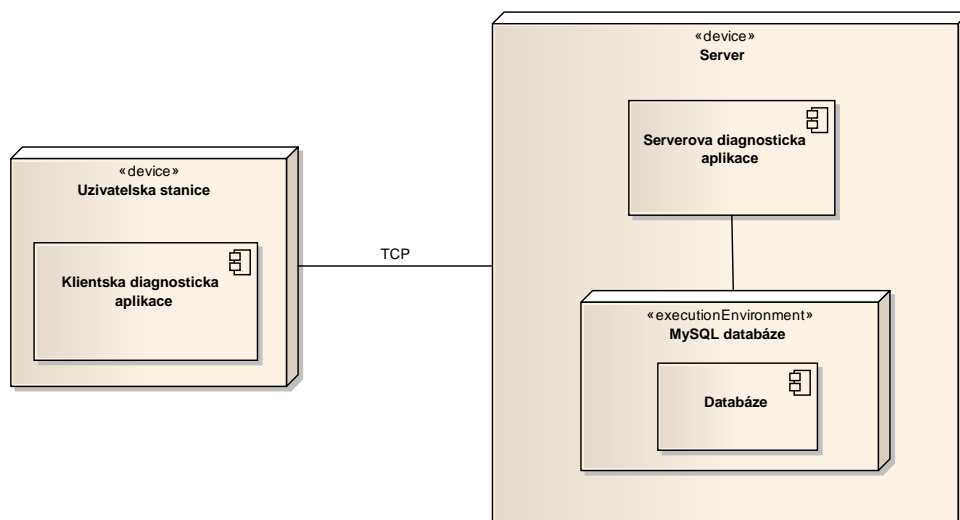 «device»
Server
Serverova diagnosticka
aplikace
«device»
Uzivatelska stanice
TCP
Klientska diagnosticka
aplikace
«executionEnvironment»
MySQL databáze
Databáze